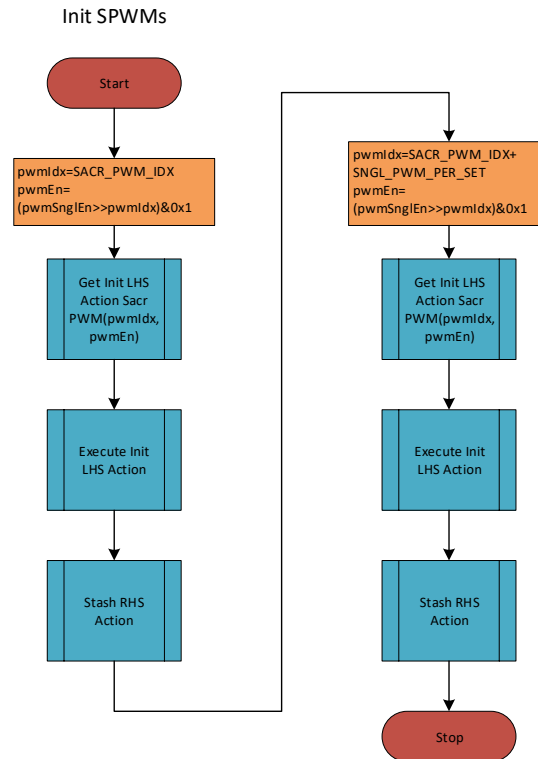 Init SPWMs
Start
pwmIdx=SACR_PWM_IDX
pwmEn=
(pwmSnglEn>>pwmIdx)&0x1
Get Init LHS
Action Sacr
PWM(pwmIdx,
pwmEn)
Execute Init
LHS Action
Stash RHS
Action
pwmIdx=SACR_PWM_IDX+
SNGL_PWM_PER_SET
pwmEn=
(pwmSnglEn>>pwmIdx)&0x1
Get Init LHS
Action Sacr
PWM(pwmIdx,
pwmEn)
Execute Init
LHS Action
Stash RHS
Action
Stop